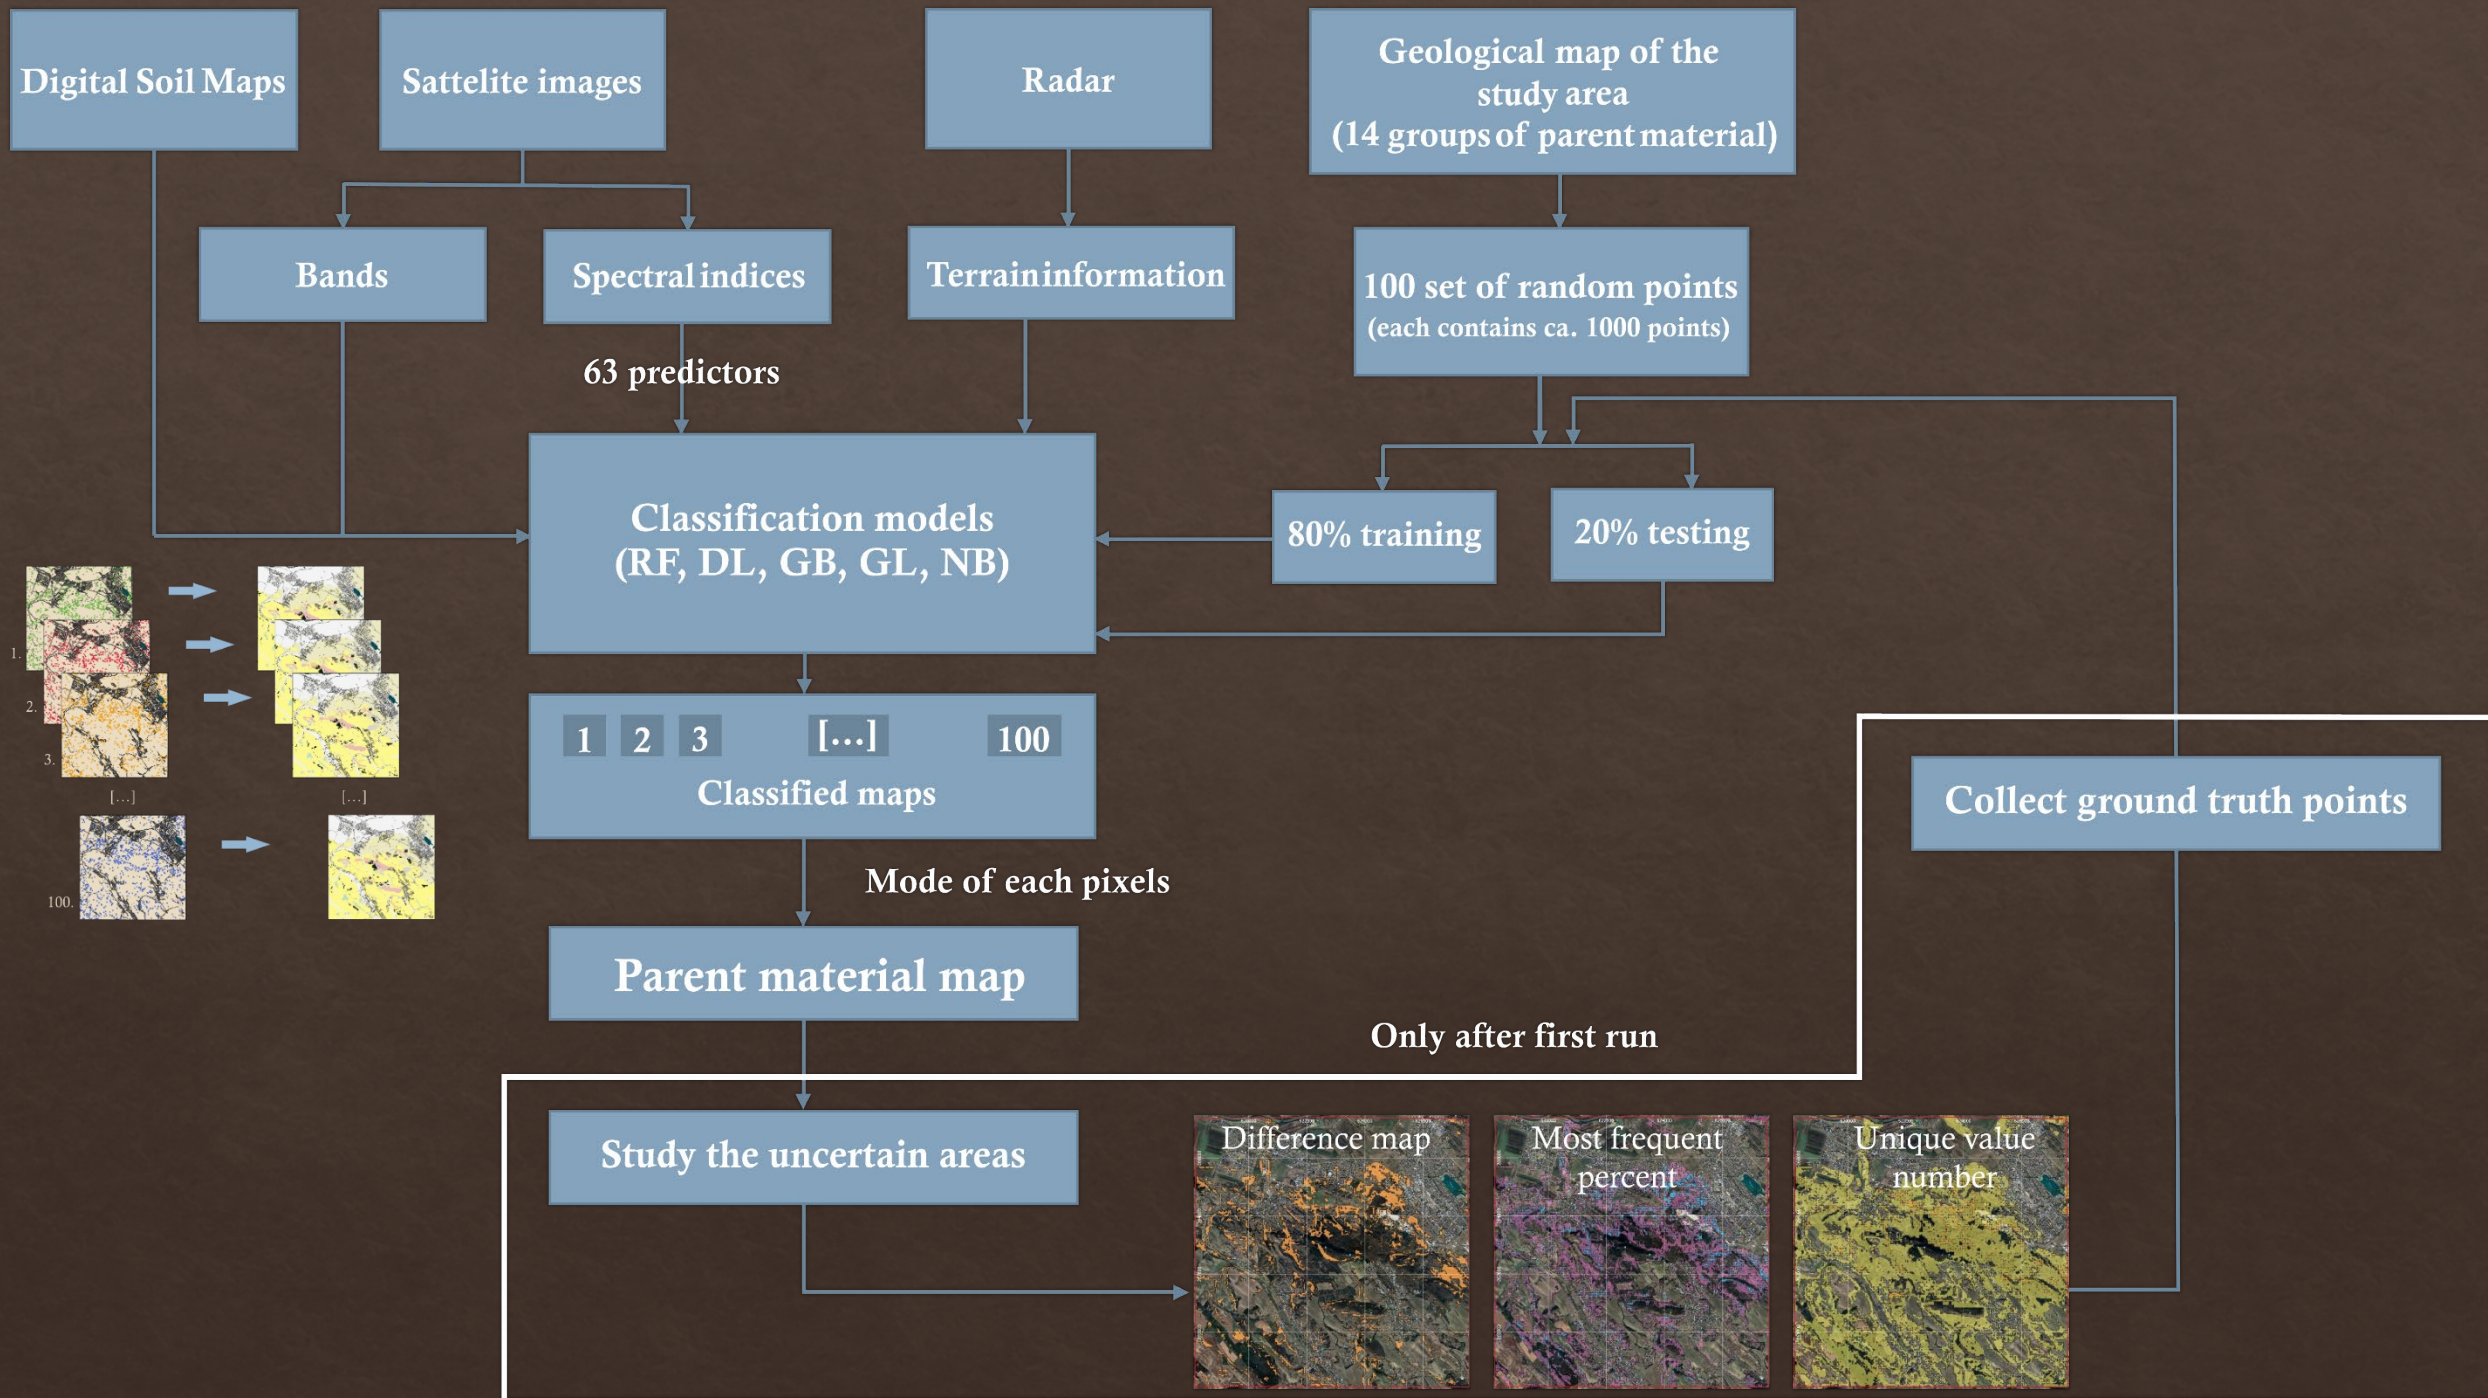 Digital Soil Maps
Sattelite images
Radar
Geological map of the
study area
(14 groups of parent material)
Bands
Spectral indices
Terrain information
100 set of random points
(each contains ca. 1000 points)
63 predictors
Classification models
(RF, DL, GB, GL, NB)
80% training
20% testing
1.
2.
3.
[...]
[...]
100.
1
2
3
[...]
100
Classified maps
Collect ground truth points
Mode of each pixels
Parent material map
Only after first run
Study the uncertain areas
Difference map
Most frequent
percent
Unique value
number